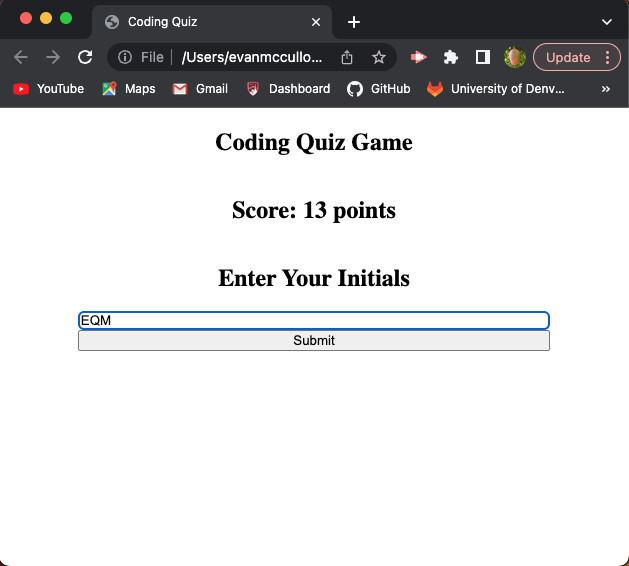 Coding Quiz
File /Users/evanmccullo...
Update
YouTube Maps Gmail Dashboard GitHub University of Denv... »
Coding Quiz Game
Score: 13 points
Enter Your Initials
EQM
Submit